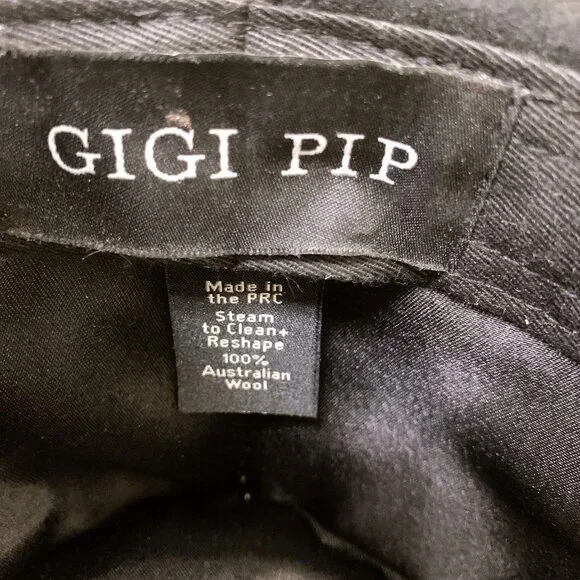 GIGI PIP
Made in
the PRC
Steam
to Clean+
Reshape
100%
Australian
Wool